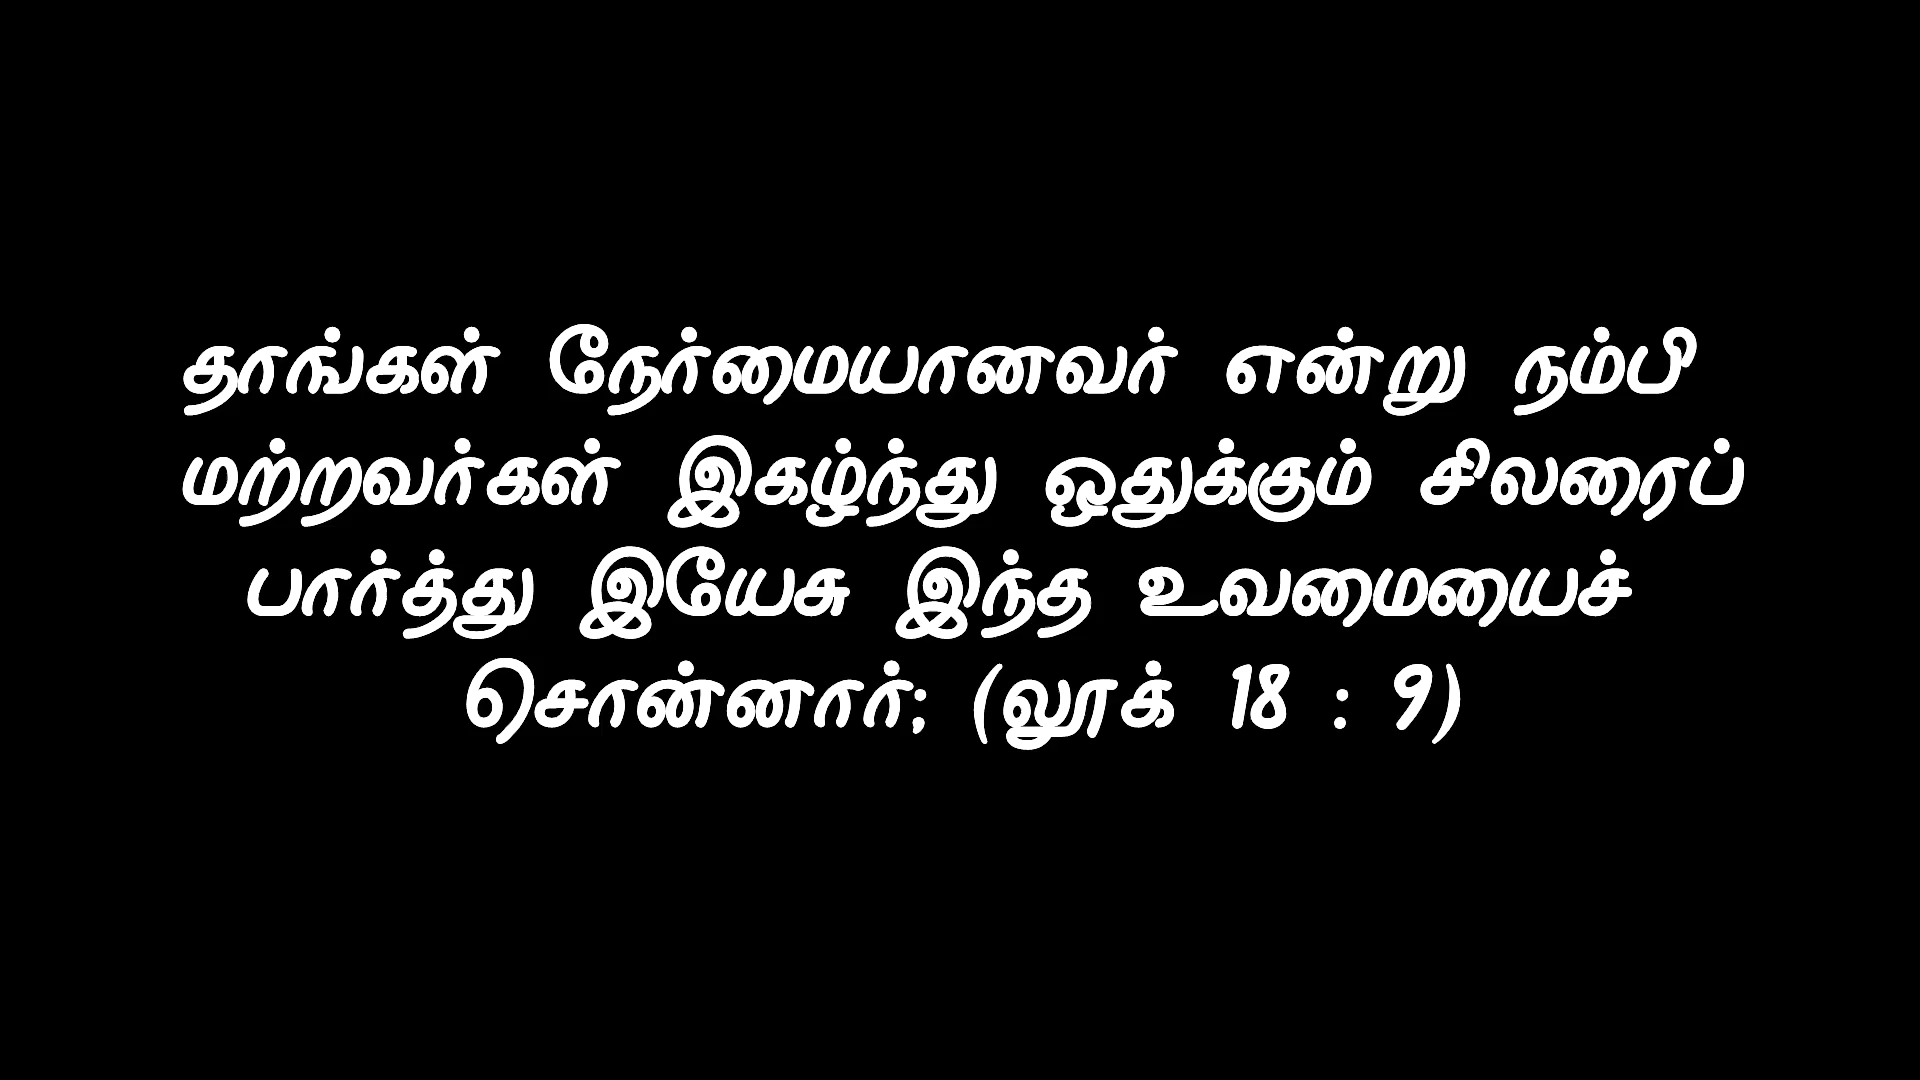 தாங்கள் நேர்மையானவர் என்று நம்பி
மற்றவர்கள் இகழ்ந்து ஒதுக்கும் சிலரைப்
பார்த்து இயேசு இந்த உவமையைச்
சொன்னார்; (லூக் 18 : 9)